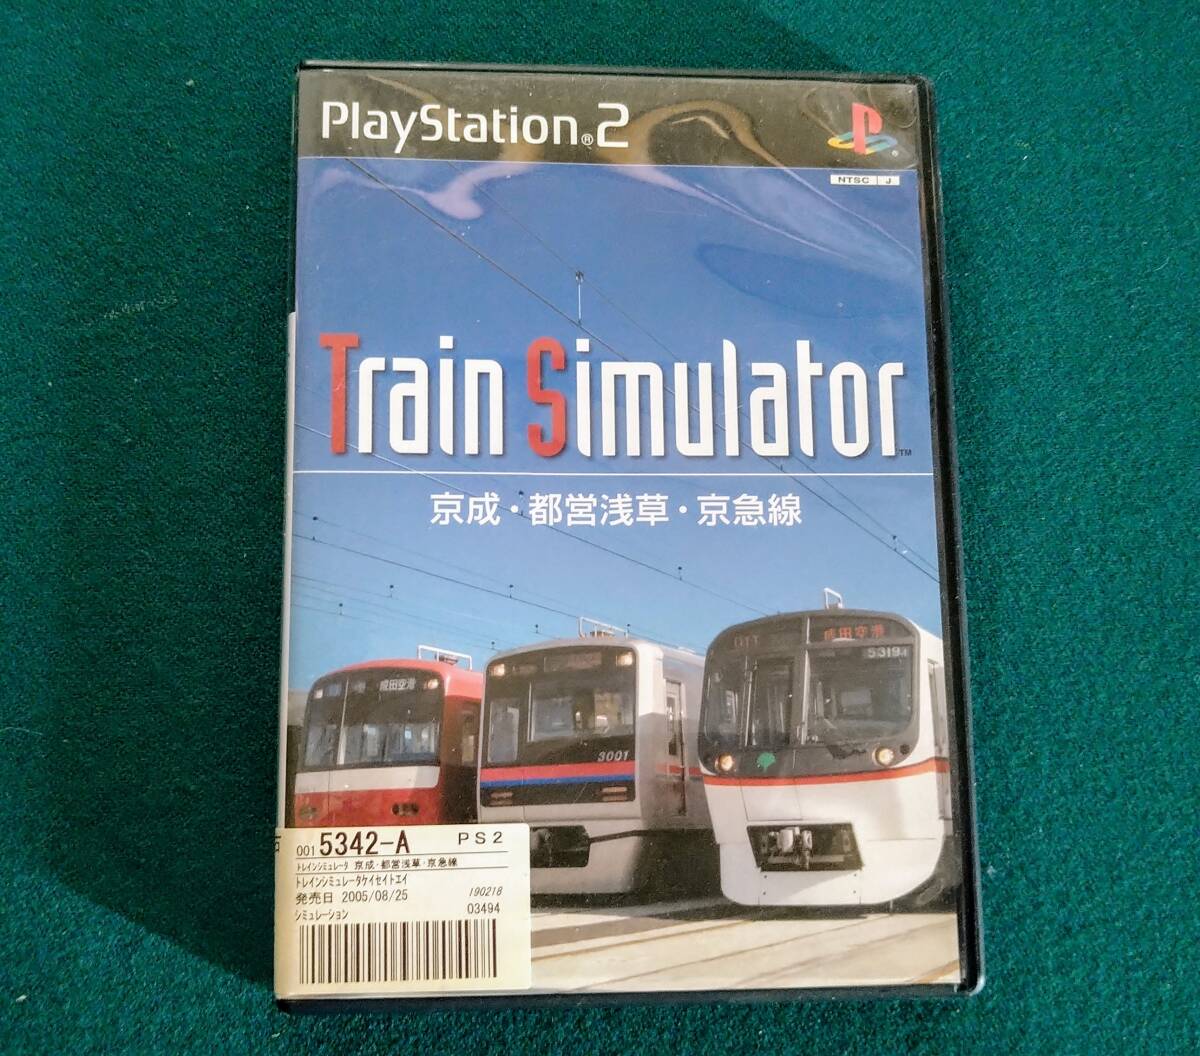 PlayStation®2
NTSC J
Train Simulator™
京成・都営浅草・京急線
成田空港
5319-1
成田空港
3001
001 5342-A PS2
トレインシミュレータ 京成・都営浅草・京急線
トレインシミュレータケイセイトエイ
発売日 2005/08/25 190218
シミュレーション 03494